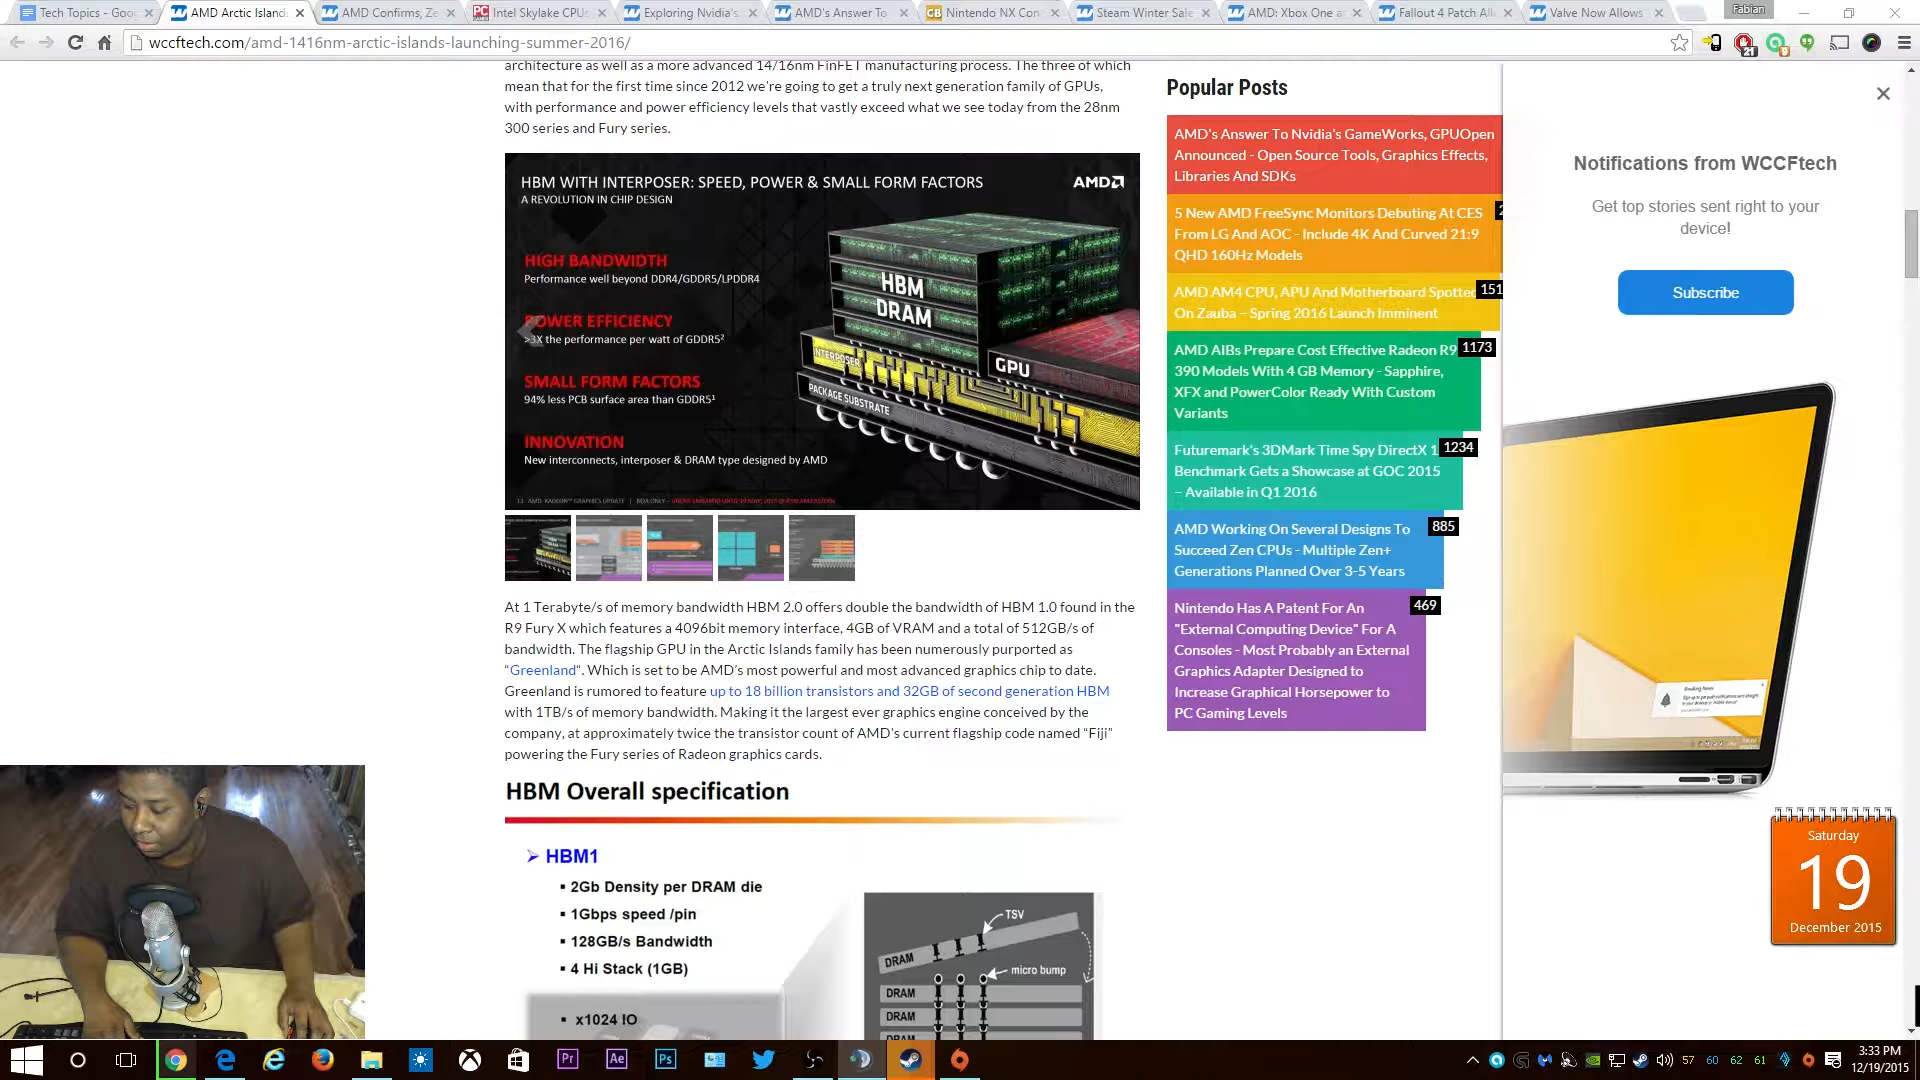 Tech Topics - Goo
AMD Arctic Island
AMD Confirms, Ze
Intel Skylake CPU
Exploring Nvidia's
AMD's Answer To
Nintendo NX Con
Steam Winter Sale
AMD: Xbox One a
Fallout 4 Patch All
Valve Now Allows
Fabian
wccftech.com/amd-1416nm-arctic-islands-launching-summer-2016/
21
architecture as well as a more advanced 14/16nm FinFET manufacturing process. The three of which
mean that for the first time since 2012 we're going to get a truly next generation family of GPUs,
with performance and power efficiency levels that vastly exceed what we see today from the 28nm
300 series and Fury series.
HBM WITH INTERPOSER: SPEED, POWER & SMALL FORM FACTORS
A REVOLUTION IN CHIP DESIGN
AMD
HIGH BANDWIDTH
Performance well beyond DDR4/GDDR5/LPDDR4
POWER EFFICIENCY
>3X the performance per watt of GDDR5²
SMALL FORM FACTORS
94% less PCB surface area than GDDR5¹
INNOVATION
New interconnects, interposer & DRAM type designed by AMD
HBM
DRAM
GPU
INTERPOSER
PACKAGE SUBSTRATE
At 1 Terabyte/s of memory bandwidth HBM 2.0 offers double the bandwidth of HBM 1.0 found in the
R9 Fury X which features a 4096bit memory interface, 4GB of VRAM and a total of 512GB/s of
bandwidth. The flagship GPU in the Arctic Islands family has been numerously purported as
“Greenland“. Which is set to be AMD's most powerful and most advanced graphics chip to date.
Greenland is rumored to feature up to 18 billion transistors and 32GB of second generation HBM
with 1TB/s of memory bandwidth. Making it the largest ever graphics engine conceived by the
company, at approximately twice the transistor count of AMD's current flagship code named “Fiji”
powering the Fury series of Radeon graphics cards.
HBM Overall specification
HBM1
2Gb Density per DRAM die
1Gbps speed /pin
128GB/s Bandwidth
4 Hi Stack (1GB)
x1024 IO
TSV
DRAM
micro bump
DRAM
DRAM
DRAM
Popular Posts
AMD's Answer To Nvidia's GameWorks, GPUOpen
Announced - Open Source Tools, Graphics Effects,
Libraries And SDKs
5 New AMD FreeSync Monitors Debuting At CES
From LG And AOC - Include 4K And Curved 21:9
QHD 160Hz Models
2
AMD AM4 CPU, APU And Motherboard Spotted
On Zauba – Spring 2016 Launch Imminent
151
AMD AIBs Prepare Cost Effective Radeon R9
390 Models With 4 GB Memory - Sapphire,
XFX and PowerColor Ready With Custom
Variants
1173
Futuremark's 3DMark Time Spy DirectX 1
Benchmark Gets a Showcase at GOC 2015
– Available in Q1 2016
1234
AMD Working On Several Designs To
Succeed Zen CPUs - Multiple Zen+
Generations Planned Over 3-5 Years
885
Nintendo Has A Patent For An
"External Computing Device" For A
Consoles - Most Probably an External
Graphics Adapter Designed to
Increase Graphical Horsepower to
PC Gaming Levels
469
Notifications from WCCFtech
Get top stories sent right to your
device!
Subscribe
Breaking News
Saturday
19
December 2015
Pr
Ae
Ps
57
60
62
61
3:33 PM
12/19/2015